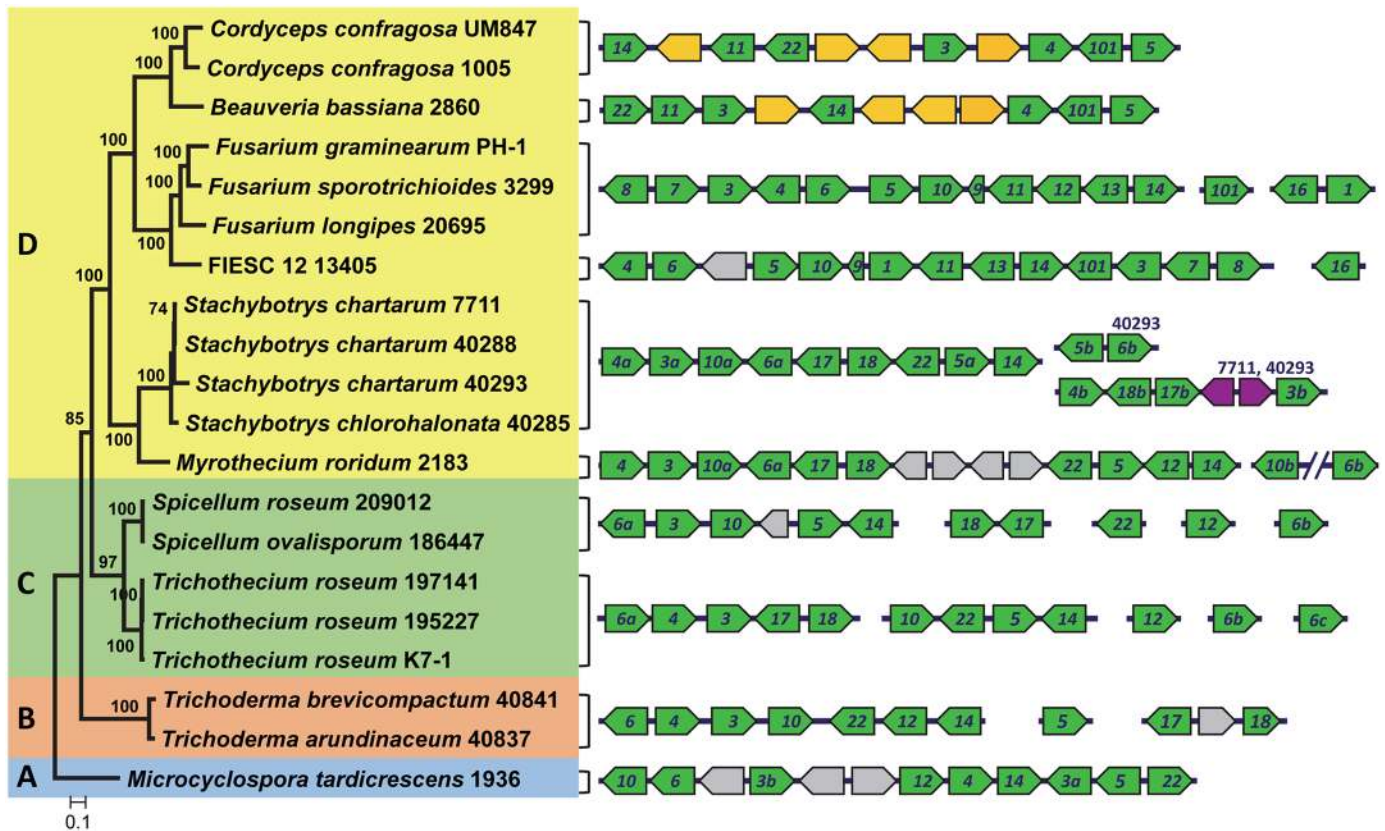 Cordyceps confragosa UM847
14 11 22 3 4 101 5
Cordyceps confragosa 1005
Beauveria bassiana 2860
22 11 3 14 4 101 5
Fusarium graminearum PH-1
Fusarium sporotrichioides 3299
8 7 3 4 6 5 10 9 11 12 13 14 101 16 1
Fusarium longipes 20695
FIESC 12 13405
4 6 5 10 9 1 11 13 14 101 3 7 8 16
Stachybotrys chartarum 7711
Stachybotrys chartarum 40288
4a 3a 10a 6a 17 18 22 5a 14
40293
5b 6b
7711, 40293
4b 18b 17b 3b
Stachybotrys chartarum 40293
Stachybotrys chlorohalonata 40285
Myrothecium roridum 2183
4 3 10a 6a 17 18 22 5 12 14 10b 6b
Spicellum roseum 209012
6a 3 10 5 14 18 17 22 12 6b
Spicellum ovalisporum 186447
Trichothecium roseum 197141
Trichothecium roseum 195227
6a 4 3 17 18 10 22 5 14 12 6b 6c
Trichothecium roseum K7-1
Trichoderma brevicompactum 40841
6 4 3 10 22 12 14 5 17 18
Trichoderma arundinaceum 40837
Microcyclospora tardicrescens 1936
10 6 3b 12 4 14 3a 5 22
D
C
B
A
100
100
100
100
100
100
100
100
74
100
100
85
100
97
100
100
100
0.1